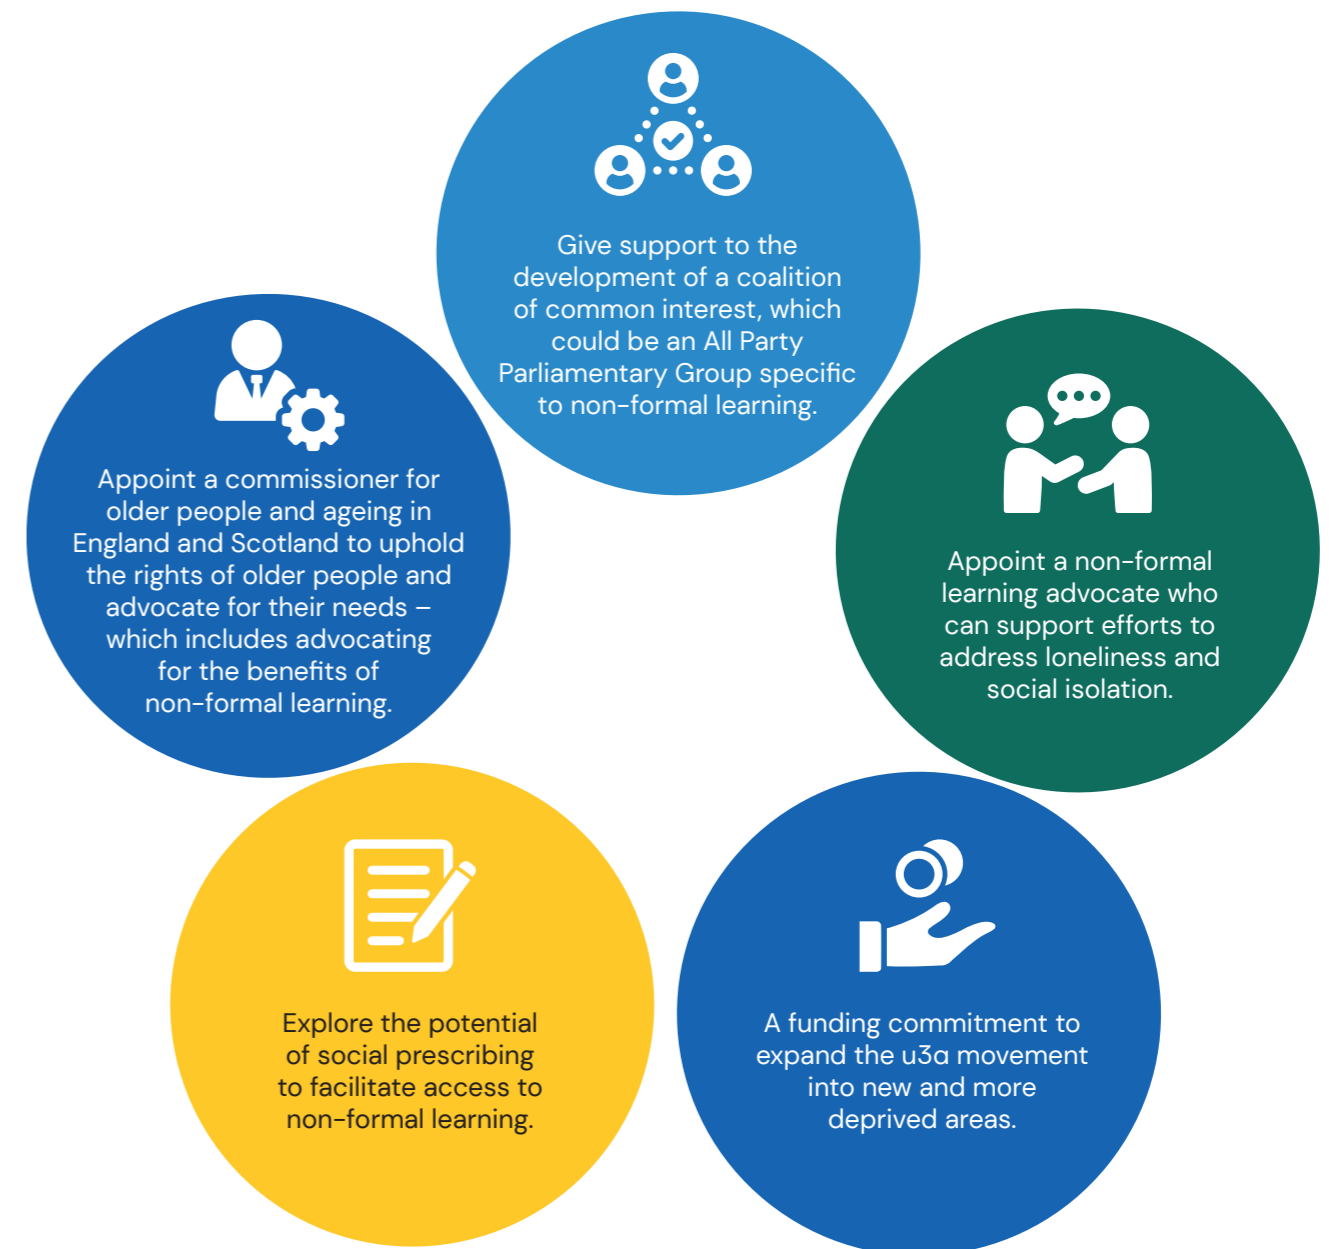 Give support to the
development of a coalition
of common interest, which
could be an All Party
Parliamentary Group specific
to non-formal learning.
Appoint a commissioner for
older people and ageing in
England and Scotland to uphold
the rights of older people and
advocate for their needs –
which includes advocating
for the benefits of
non-formal learning.
Appoint a non-formal
learning advocate who
can support efforts to
address loneliness and
social isolation.
Explore the potential
of social prescribing
to facilitate access to
non-formal learning.
A funding commitment to
expand the u3a movement
into new and more
deprived areas.